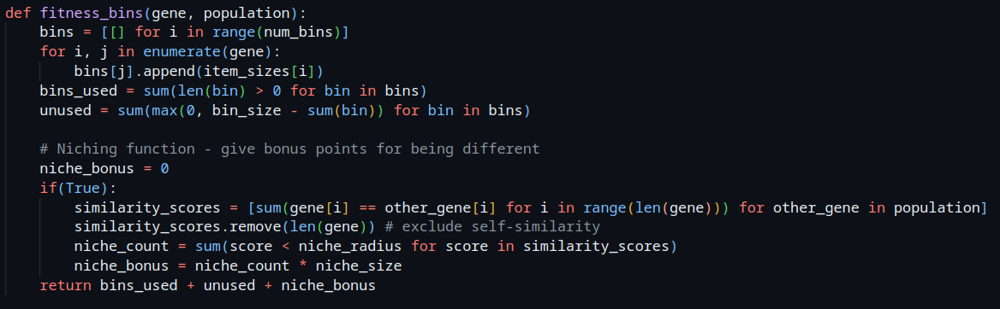 def fitness_bins(gene, population):
    bins = [[] for i in range(num_bins)]
    for i, j in enumerate(gene):
        bins[j].append(item_sizes[i])
    bins_used = sum(len(bin) > 0 for bin in bins)
    unused = sum(max(0, bin_size - sum(bin)) for bin in bins)

    # Niching function - give bonus points for being different
    niche_bonus = 0
    if(True):
        similarity_scores = [sum(gene[i] == other_gene[i] for i in range(len(gene))) for other_gene in population]
        similarity_scores.remove(len(gene)) # exclude self-similarity
        niche_count = sum(score < niche_radius for score in similarity_scores)
        niche_bonus = niche_count * niche_size
    return bins_used + unused + niche_bonus